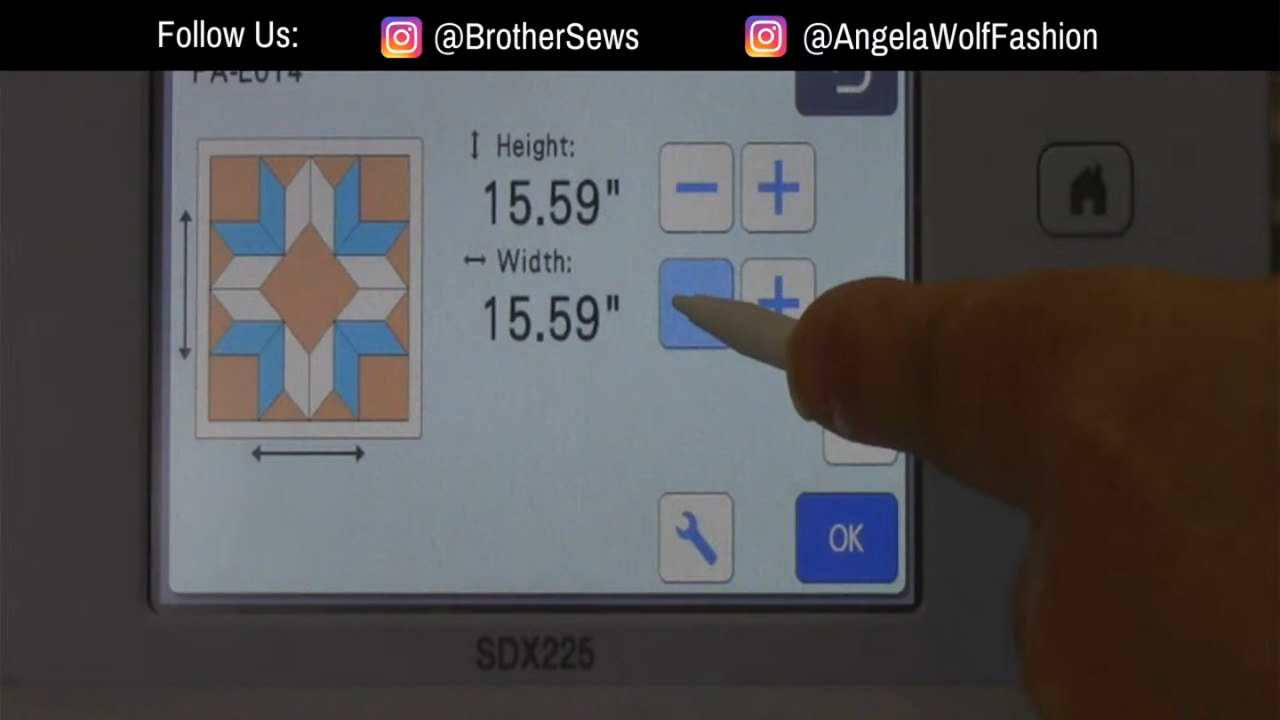 Follow Us: @BrotherSews @AngelaWolfFashion
Height:
15.59"
Width:
15.59"
OK
SDX225